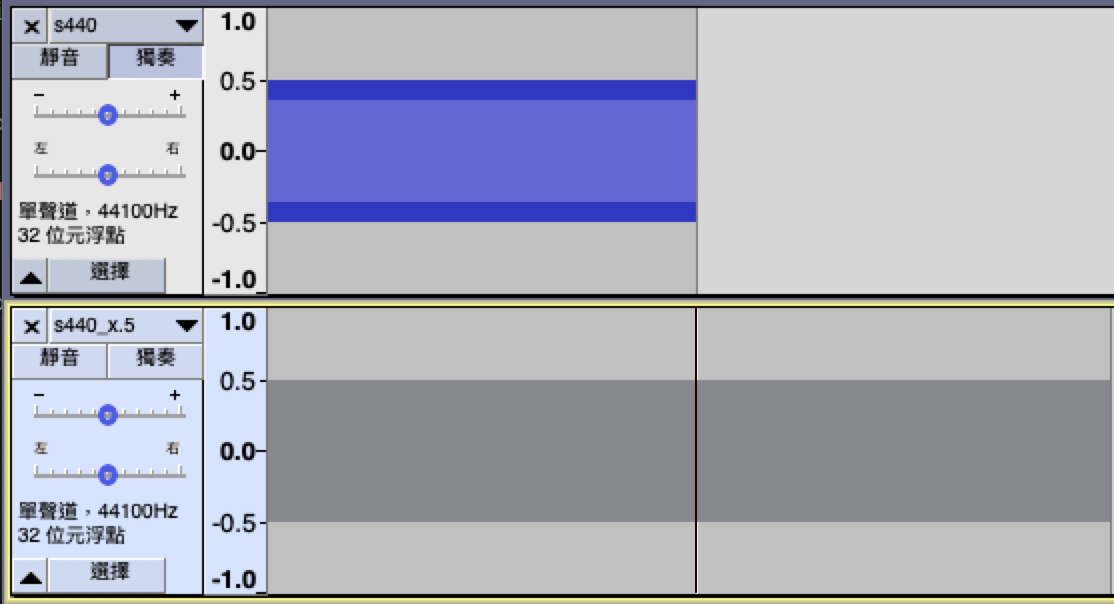 s440
靜音 獨奏
- +
左 右
單聲道，44100Hz
32 位元浮點
選擇
1.0
0.5
0.0
-0.5
-1.0
s440_x.5
靜音 獨奏
- +
左 右
單聲道，44100Hz
32 位元浮點
選擇
1.0
0.5
0.0
-0.5
-1.0